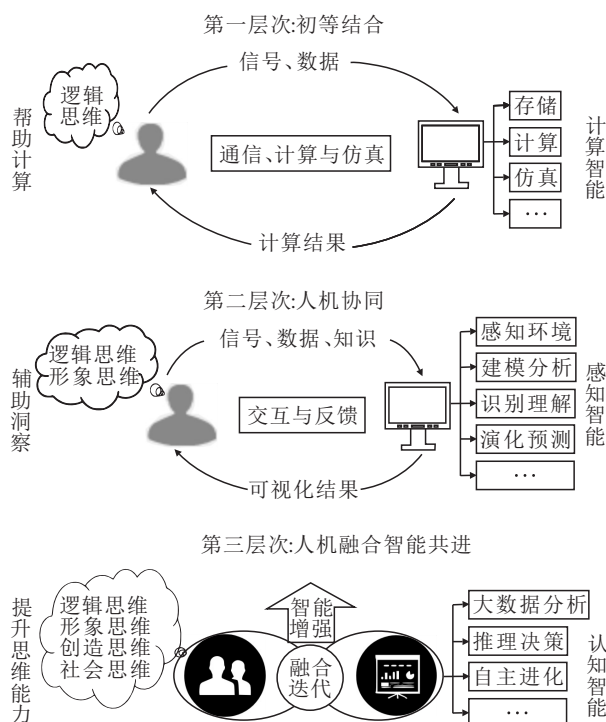 第一层次:初等结合
信号、数据
逻辑
思维
帮助计算
通信、计算与仿真
存储
计算
仿真
…
计算智能
计算结果
第二层次:人机协同
信号、数据、知识
逻辑思维
形象思维
辅助洞察
交互与反馈
感知环境
建模分析
识别理解
演化预测
…
感知智能
可视化结果
第三层次:人机融合智能共进
逻辑思维
形象思维
创造思维
社会思维
提升思维能力
智能
增强
融合
迭代
大数据分析
推理决策
自主进化
…
认知智能